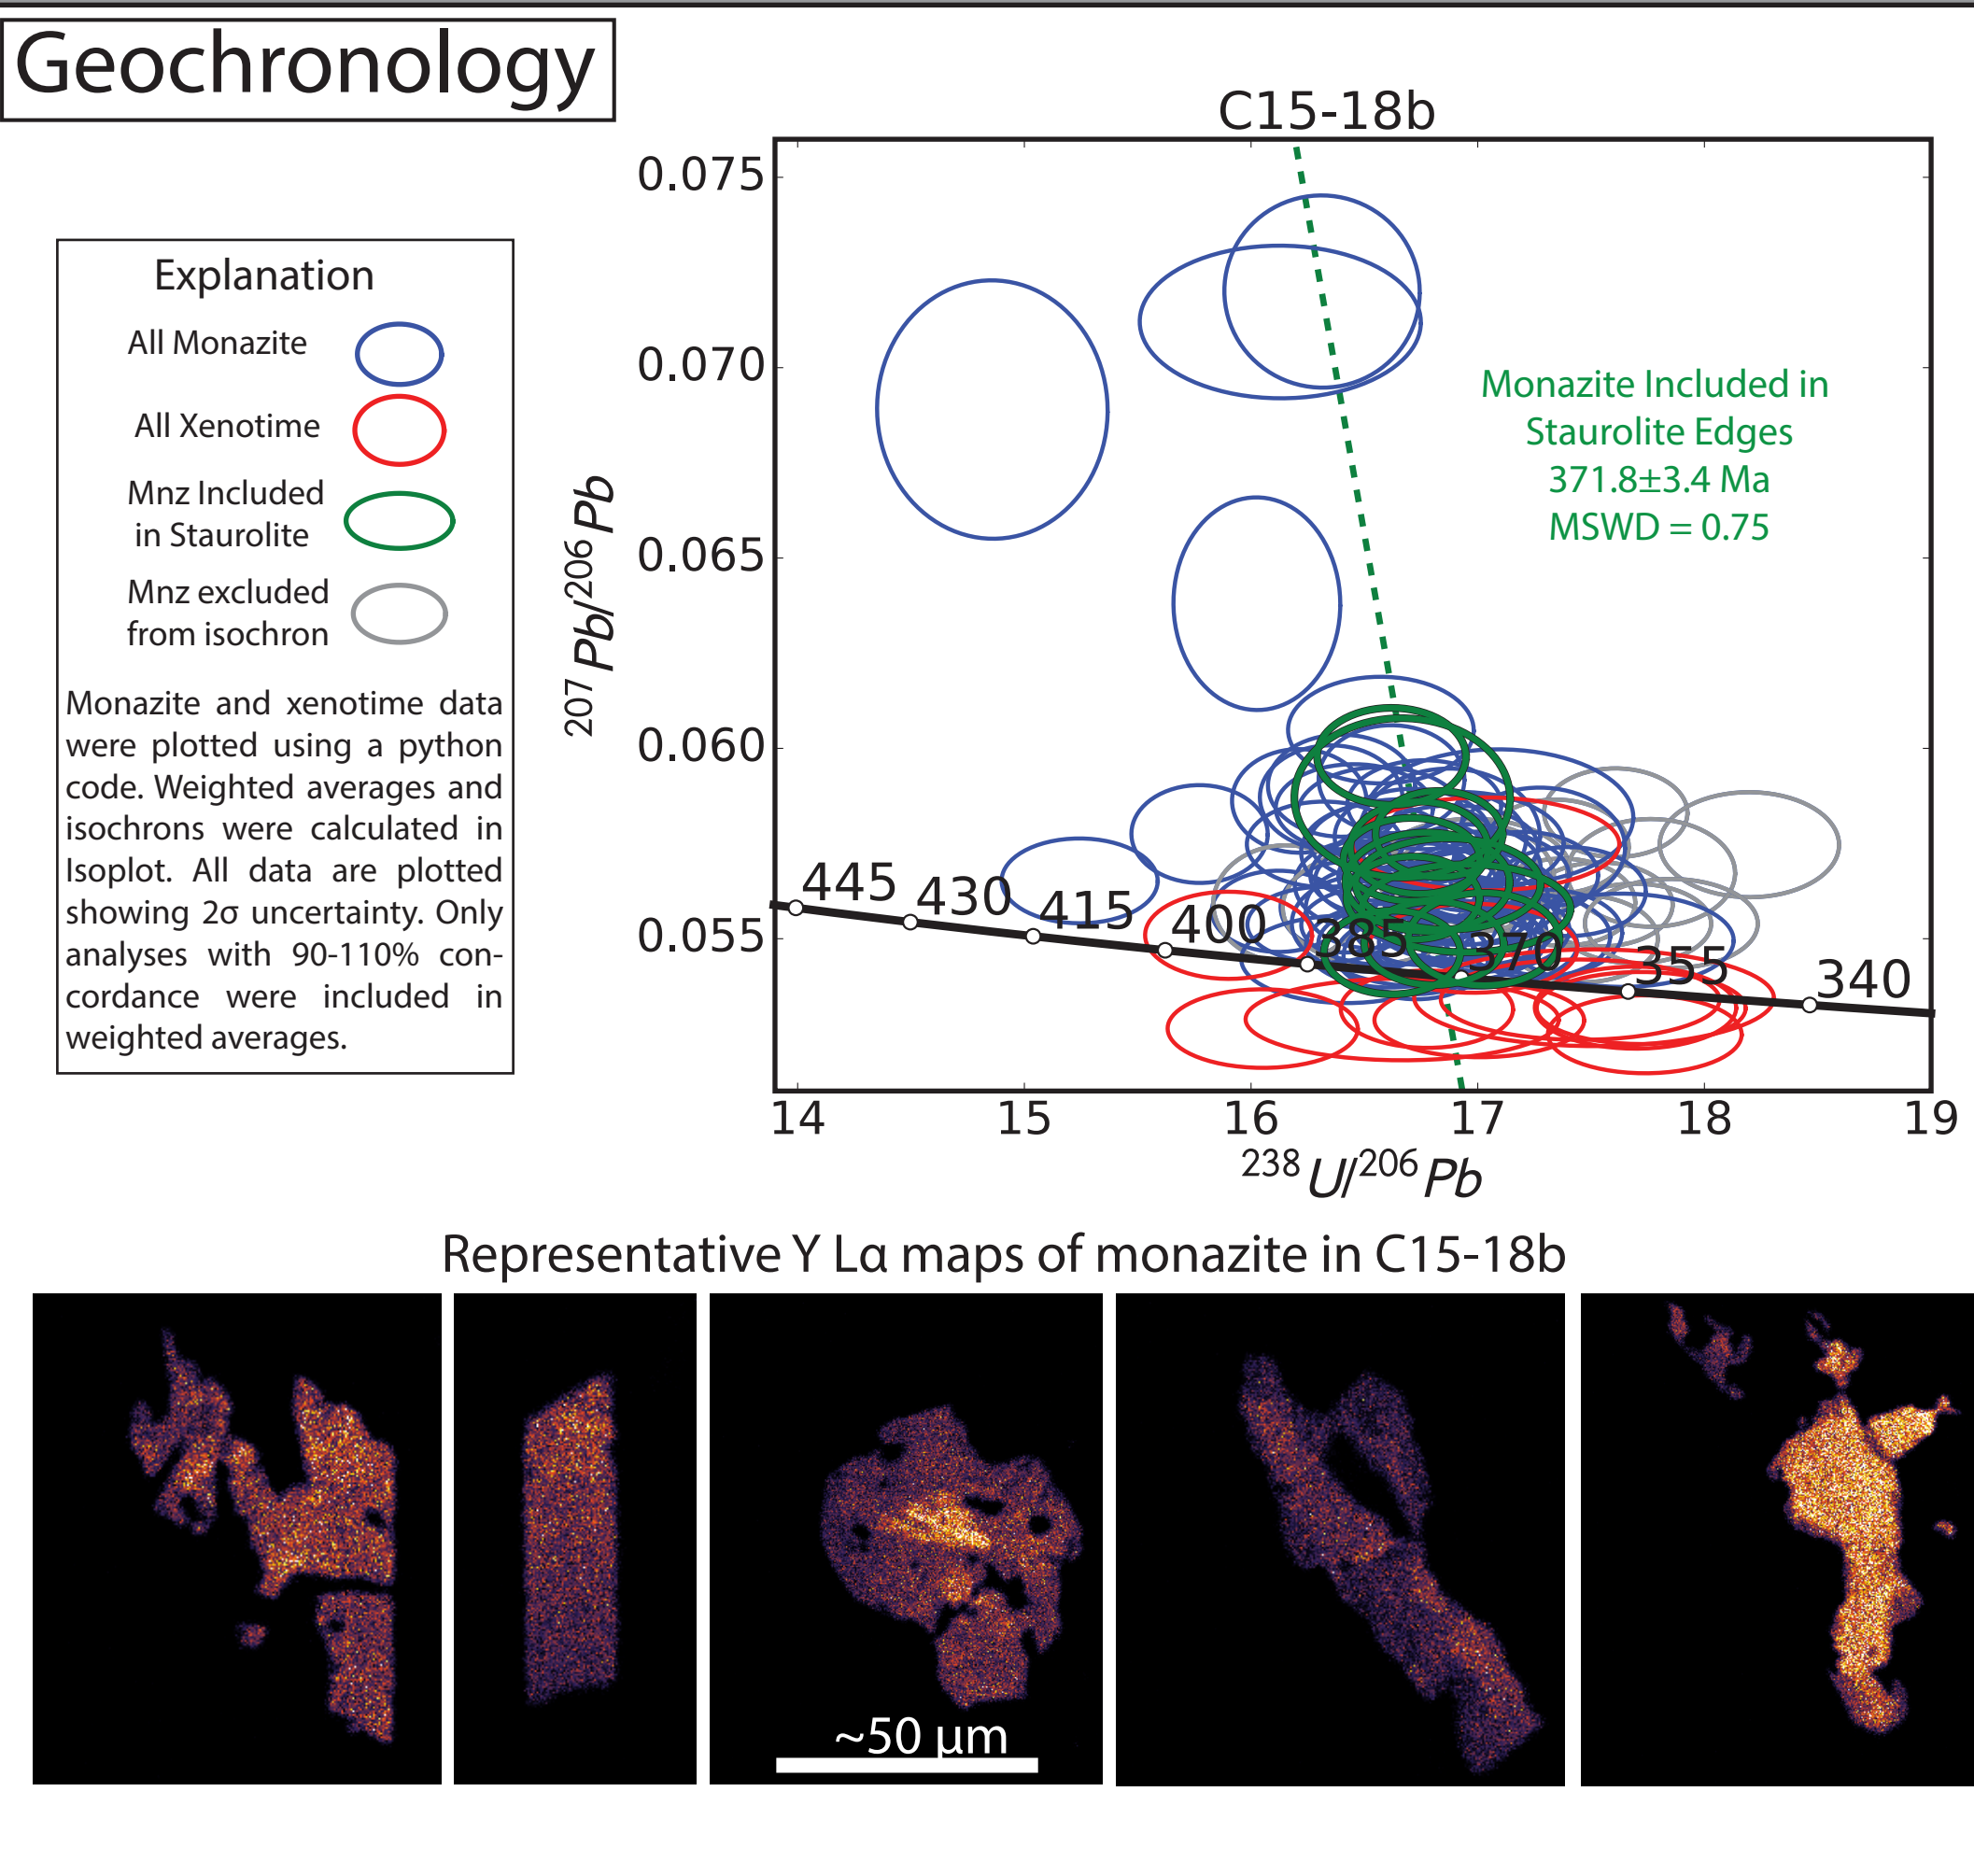 Geochronology
C15-18b
Explanation
All Monazite
All Xenotime
Mnz Included
in Staurolite
Mnz excluded
from isochron
Monazite and xenotime data
were plotted using a python
code. Weighted averages and
isochrons were calculated in
Isoplot. All data are plotted
showing 2σ uncertainty. Only
analyses with 90-110% con-
cordance were included in
weighted averages.
0.075
0.070
0.065
0.060
0.055
²⁰⁷Pb/²⁰⁶Pb
Monazite Included in
Staurolite Edges
371.8±3.4 Ma
MSWD = 0.75
445 430 415 400 385 370 355 340
14 15 16 17 18 19
²³⁸U/²⁰⁶Pb
Representative Y Lα maps of monazite in C15-18b
~50 µm